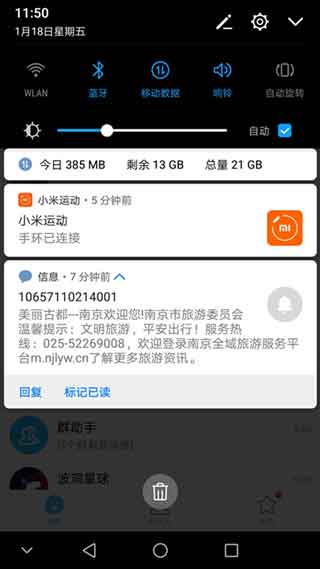 11:50
1月18日星期五
WLAN 蓝牙 移动数据 响铃 自动旋转
自动
今日 385 MB 剩余 13 GB 总量 21 GB
小米运动 • 5 分钟前
小米运动
手环已连接
信息 • 7 分钟前
10657110214001
美丽古都---南京欢迎您!南京市旅游委员会
温馨提示：文明旅游，平安出行！服务热
线：025-52269008，欢迎登录南京全域旅游服务平
台m.njlyw.cn了解更多旅游资讯。
回复 标记已读
群助手
波洞星球